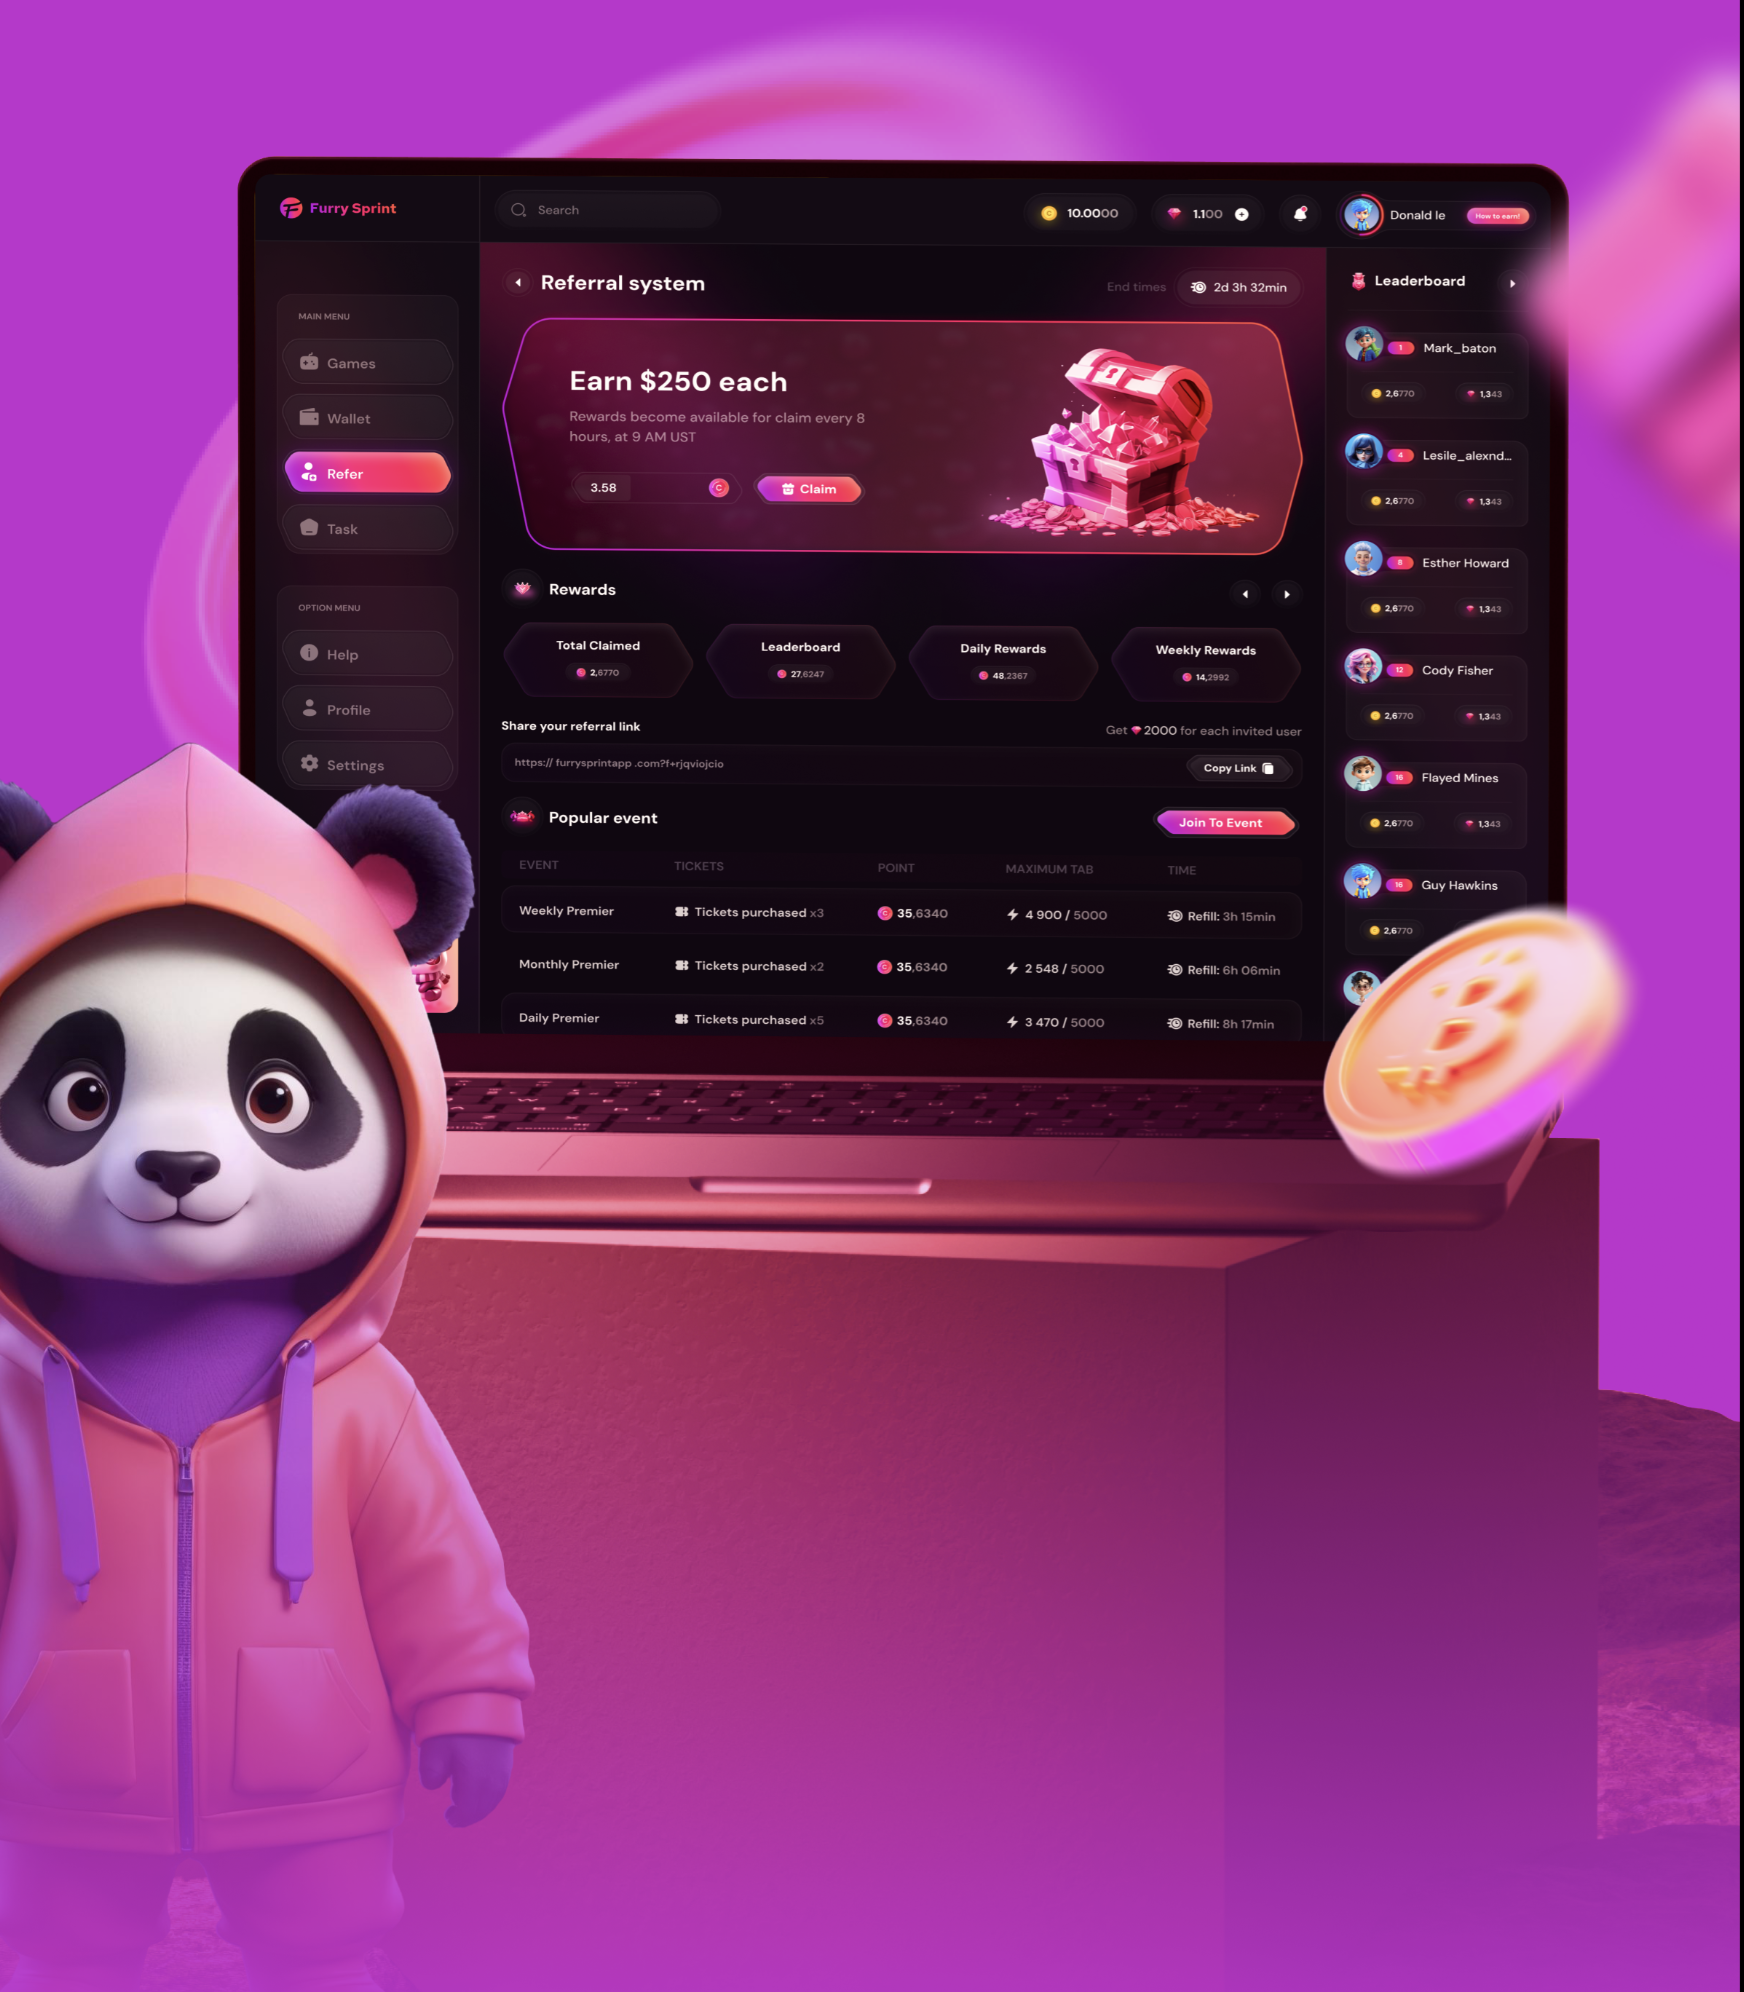 Furry Sprint
Search
10.0000
1.100
Donald le
How to earn!
MAIN MENU
Games
Wallet
Refer
Task
OPTION MENU
Help
Profile
Settings
Referral system
End times
2d 3h 32min
Earn $250 each
Rewards become available for claim every 8
hours, at 9 AM UST
3.58
C
Claim
Rewards
Total Claimed
2,6770
Leaderboard
27,6247
Daily Rewards
48,2367
Weekly Rewards
14,2992
Share your referral link
Get 2000 for each invited user
https:// furrysprintapp .com?f+rjqviojcio
Copy Link
Popular event
Join To Event
EVENT TICKETS POINT MAXIMUM TAB TIME
Weekly Premier Tickets purchased x3 35,6340 4 900 / 5000 Refill: 3h 15min
Monthly Premier Tickets purchased x2 35,6340 2 548 / 5000 Refill: 6h 06min
Daily Premier Tickets purchased x5 35,6340 3 470 / 5000 Refill: 8h 17min
Leaderboard
1 Mark_baton
2,6770 1,343
4 Lesile_alexnd...
2,6770 1,343
8 Esther Howard
2,6770 1,343
12 Cody Fisher
2,6770 1,343
16 Flayed Mines
2,6770 1,343
16 Guy Hawkins
2,6770
command